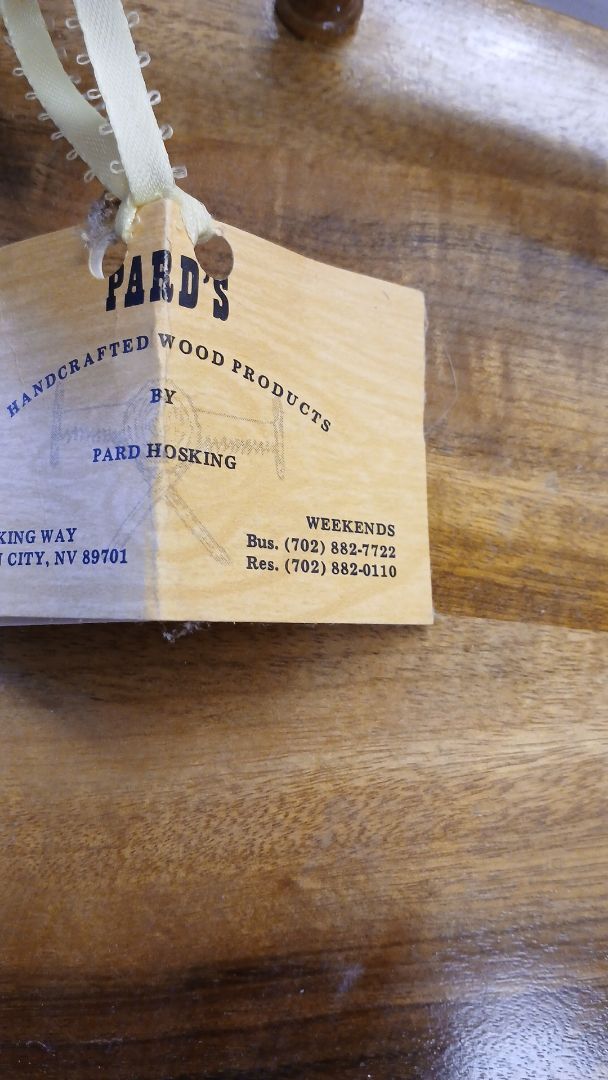 PARD'S
HANDCRAFTED WOOD PRODUCTS
BY
PARD HOSKING
KING WAY
CITY, NV 89701
WEEKENDS
Bus. (702) 882-7722
Res. (702) 882-0110